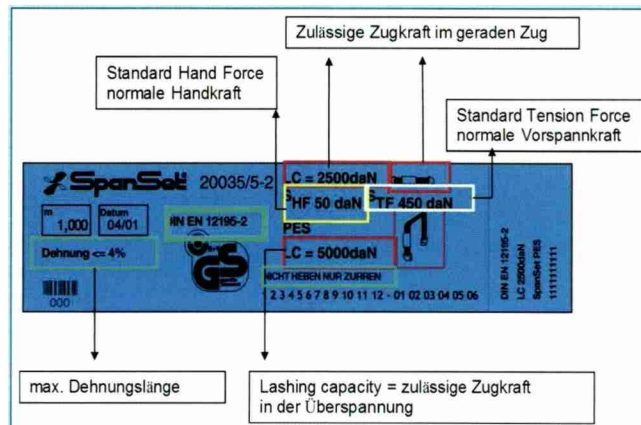 Zulässige Zugkraft im geraden Zug
Standard Hand Force
normale Handkraft
Standard Tension Force
normale Vorspannkraft
SpanSet
20035/5-2
LC = 2500daN
SHF 50 daN
STF 450 daN
m
1,000
Datum
04/01
DIN EN 12195-2
PES
Dehnung <= 4%
GS
LC = 5000daN
NICHT HEBEN NUR ZURREN
1 2 3 4 5 6 7 8 9 10 11 12 - 01 02 03 04 05 06
000
DIN EN 12195-2
LC 2500daN
SpanSet PES
1111111111
max. Dehnungslänge
Lashing capacity = zulässige Zugkraft
in der Überspannung